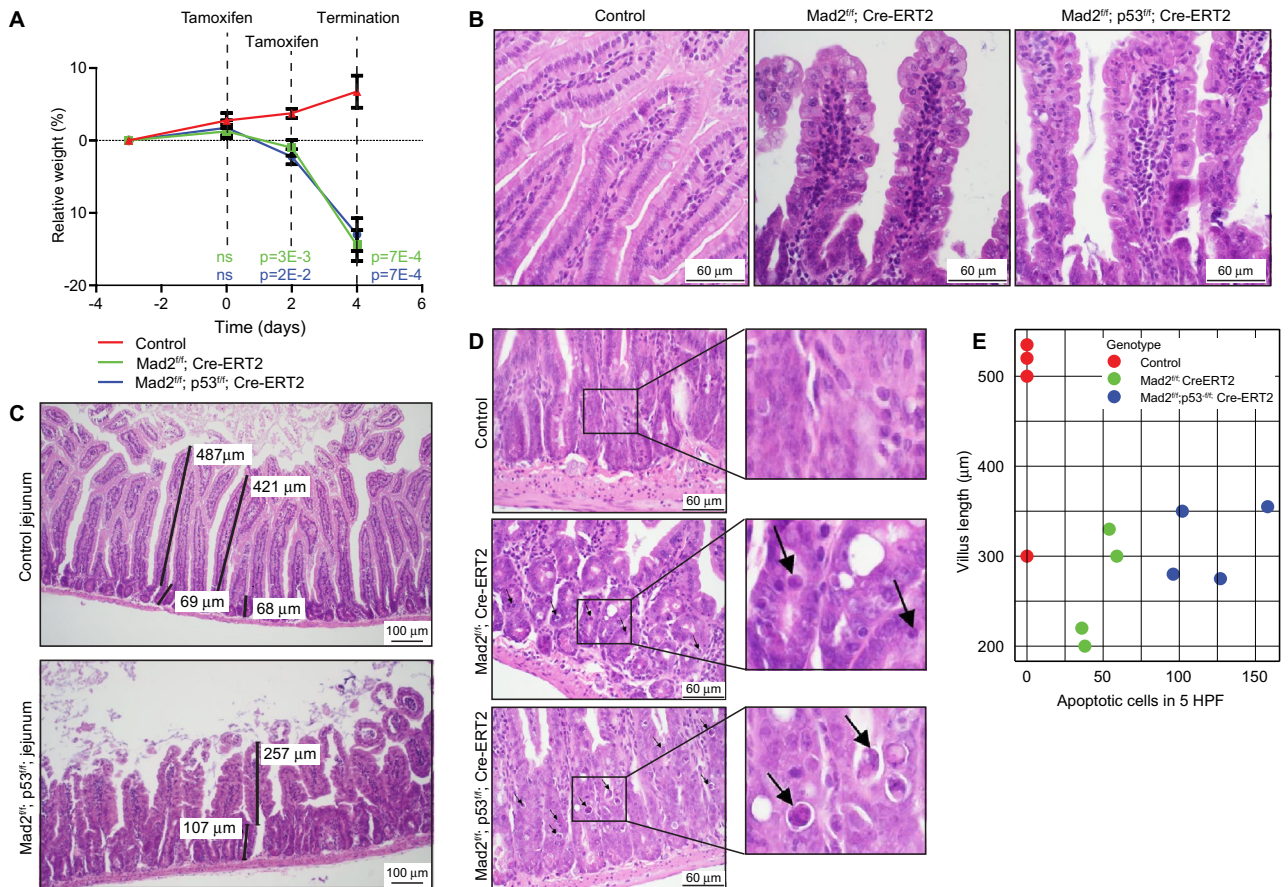 A
Tamoxifen
Termination
Tamoxifen
10
0
10
-20
Relative weight (%)
ns
p=3E-3
p=7E-4
ns
p=2E-2
p=7E-4
-4
-2
0
2
4
6
Time (days)
Control
Mad2f/f; Cre-ERT2
Mad2f/f; p53f/f; Cre-ERT2
B
Control
Mad2f/f; Cre-ERT2
Mad2f/f; p53f/f; Cre-ERT2
60 µm
60 µm
60 µm
C
Control jejunum
487µm
421 µm
69 µm
68 µm
100 µm
Mad2f/f; p53f/f; jejunum
257 µm
107 µm
100 µm
D
Control
60 µm
Mad2f/f; Cre-ERT2
60 µm
Mad2f/f; p53f/f; Cre-ERT2
60 µm
E
Genotype
Control
Mad2f/f; CreERT2
Mad2f/f;p53-f/f; Cre-ERT2
500
400
300
200
Villus length (µm)
0
50
100
150
Apoptotic cells in 5 HPF